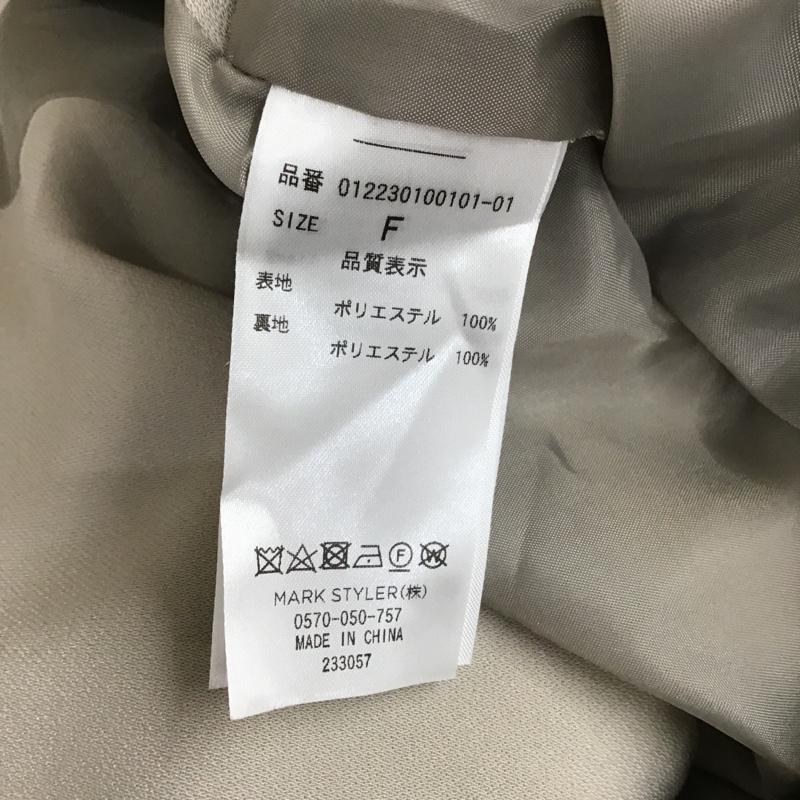 品番 012230100101-01
SIZE F
品質表示
表地 ポリエステル 100%
裏地 ポリエステル 100%
MARK STYLER(株)
0570-050-757
MADE IN CHINA
233057